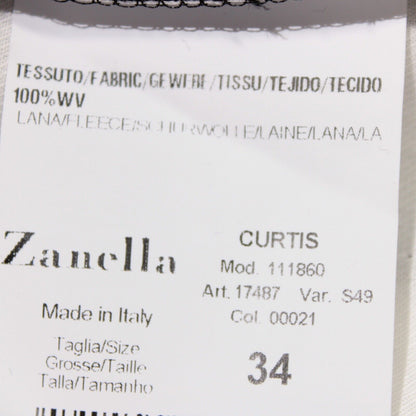 TESSUTO/FABRIC/GEWEBE/TISSU/TEJIDO/TECIDO
100%WV
LANA/FLEECE/SCHURWOLLE/LAINE/LANA/LA
Zanella
CURTIS
Mod. 111860
Art. 17487 Var. S49
Col. 00021
Made in Italy
Taglia/Size
Grosse/Taille
Talla/Tamanho
34